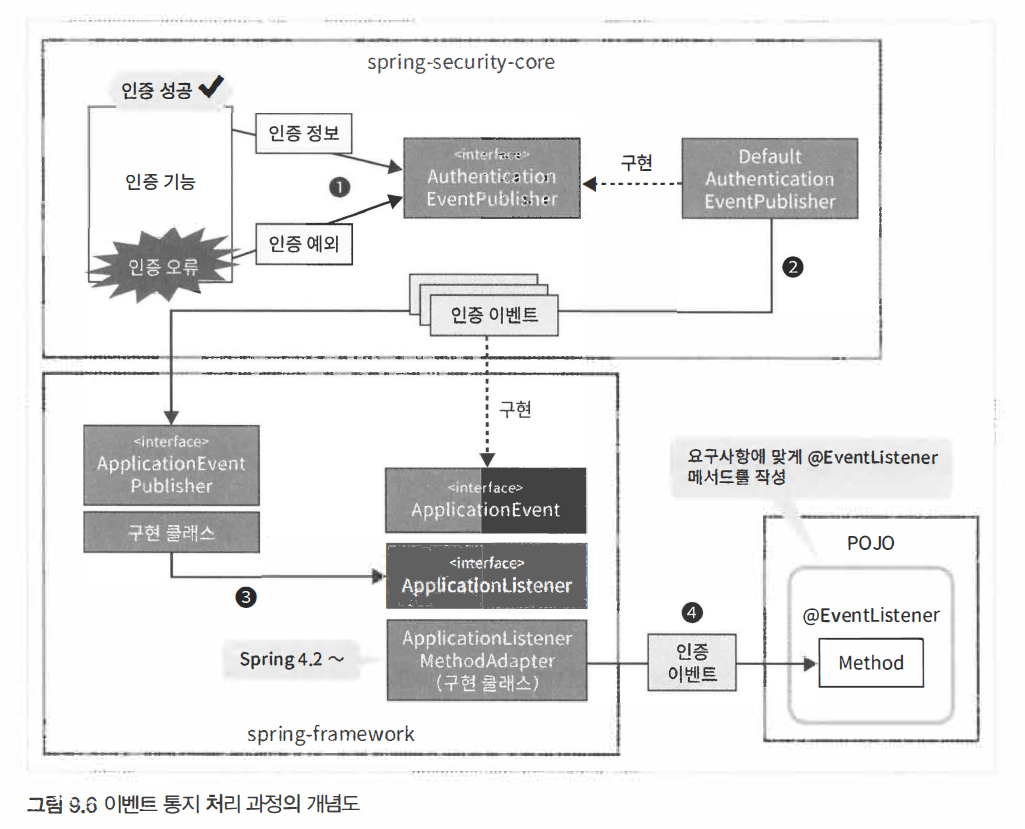 spring-security-core
인증 성공
인증 정보
인증 기능
❶
인증 예외
인증 오류
<interface>
Authentication
EventPublisher
구현
Default
Authentication
EventPublisher
❷
인증 이벤트
구현
<interface>
ApplicationEvent
Publisher
구현 클래스
❸
<interface>
ApplicationEvent
<interface>
ApplicationListener
Spring 4.2 ~
ApplicationListener
MethodAdapter
(구현 클래스)
spring-framework
❹
인증
이벤트
요구사항에 맞게 @EventListener
메서드를 작성
POJO
@EventListener
Method
그림 9.6 이벤트 통지 처리 과정의 개념도